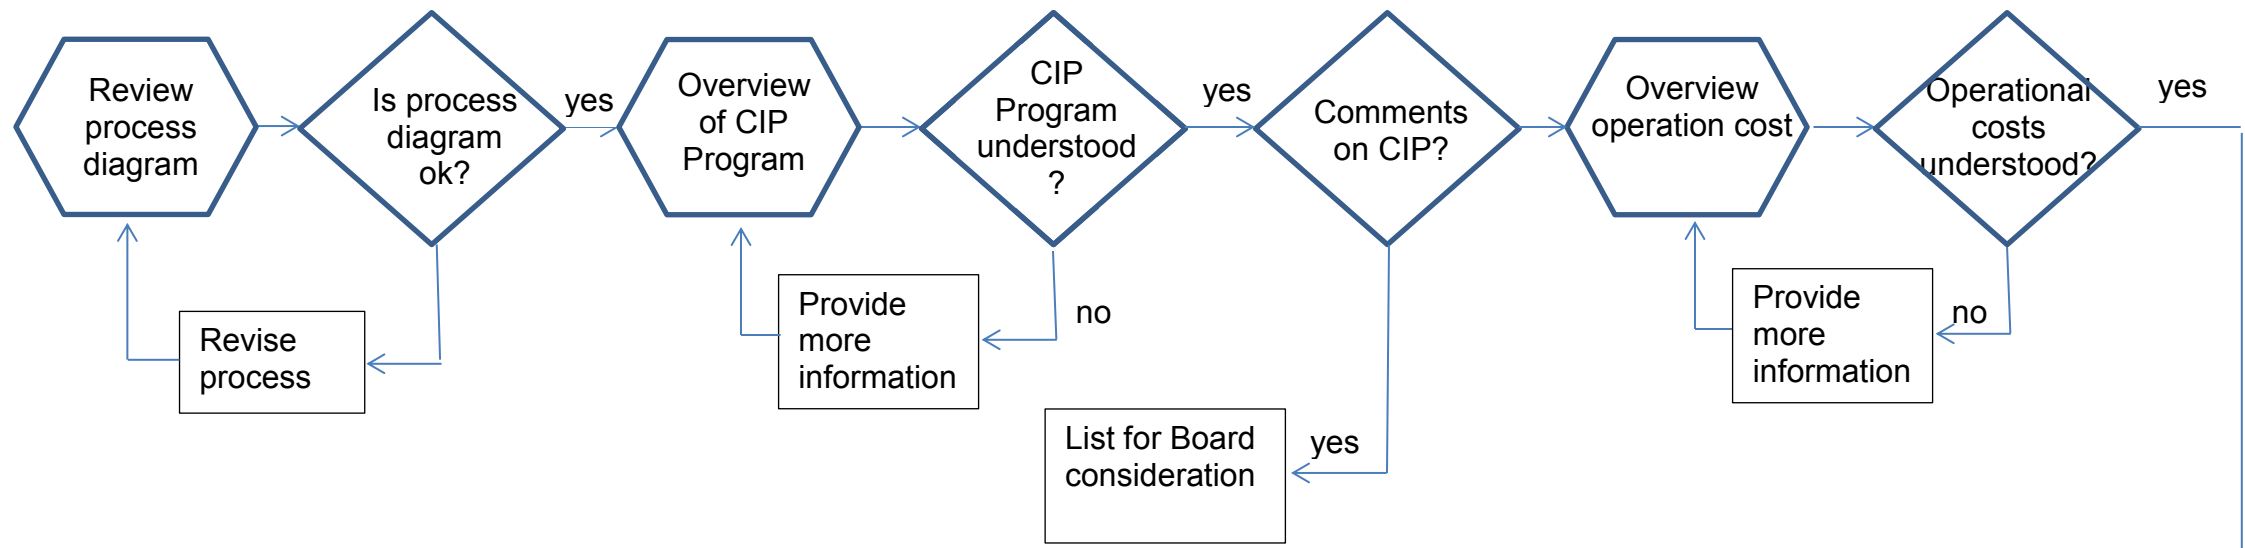 Review
process
diagram
Is process
diagram
ok?
yes
Overview
of CIP
Program
CIP
Program
understood
?
yes
Comments
on CIP?
Overview
operation cost
Operational
costs
understood?
yes
Revise
process
Provide
more
information
no
List for Board
consideration
yes
Provide
more
information
no